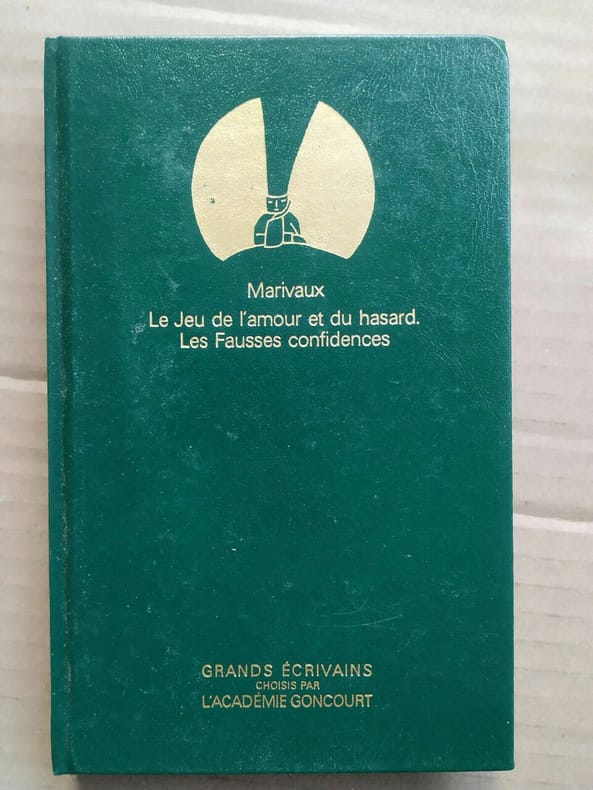 Marivaux
Le Jeu de l'amour et du hasard.
Les Fausses confidences
GRANDS ÉCRIVAINS
CHOISIS PAR
L'ACADÉMIE GONCOURT